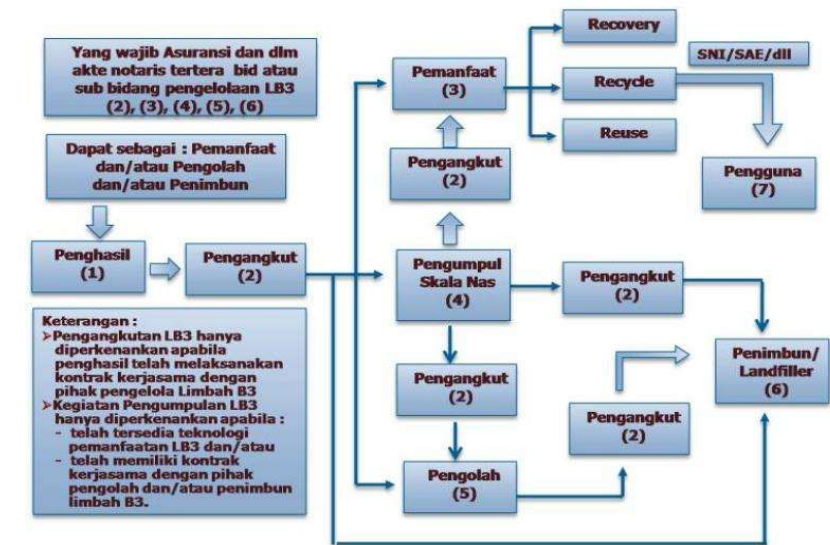 Yang wajib Asuransi dan dlm
akte notaris tertera bid atau
sub bidang pengelolaan LB3
(2), (3), (4), (5), (6)
Dapat sebagai : Pemanfaat
dan/atau Pengolah
dan/atau Penimbun
Penghasil
(1)
Pengangkut
(2)
Keterangan :
➢Pengangkutan LB3 hanya
diperkenankan apabila
penghasil telah melaksanakan
kontrak kerjasama dengan
pihak pengelola Limbah B3
➢Kegiatan Pengumpulan LB3
hanya diperkenankan apabila :
- telah tersedia teknologi
pemanfaatan LB3 dan/atau
- telah memiliki kontrak
kerjasama dengan pihak
pengolah dan/atau penimbun
limbah B3.
Pemanfaat
(3)
Pengangkut
(2)
Pengumpul
Skala Nas
(4)
Pengangkut
(2)
Pengolah
(5)
Recovery
Recycle
Reuse
SNI/SAE/dll
Pengguna
(7)
Pengangkut
(2)
Pengangkut
(2)
Penimbun/
Landfiller
(6)